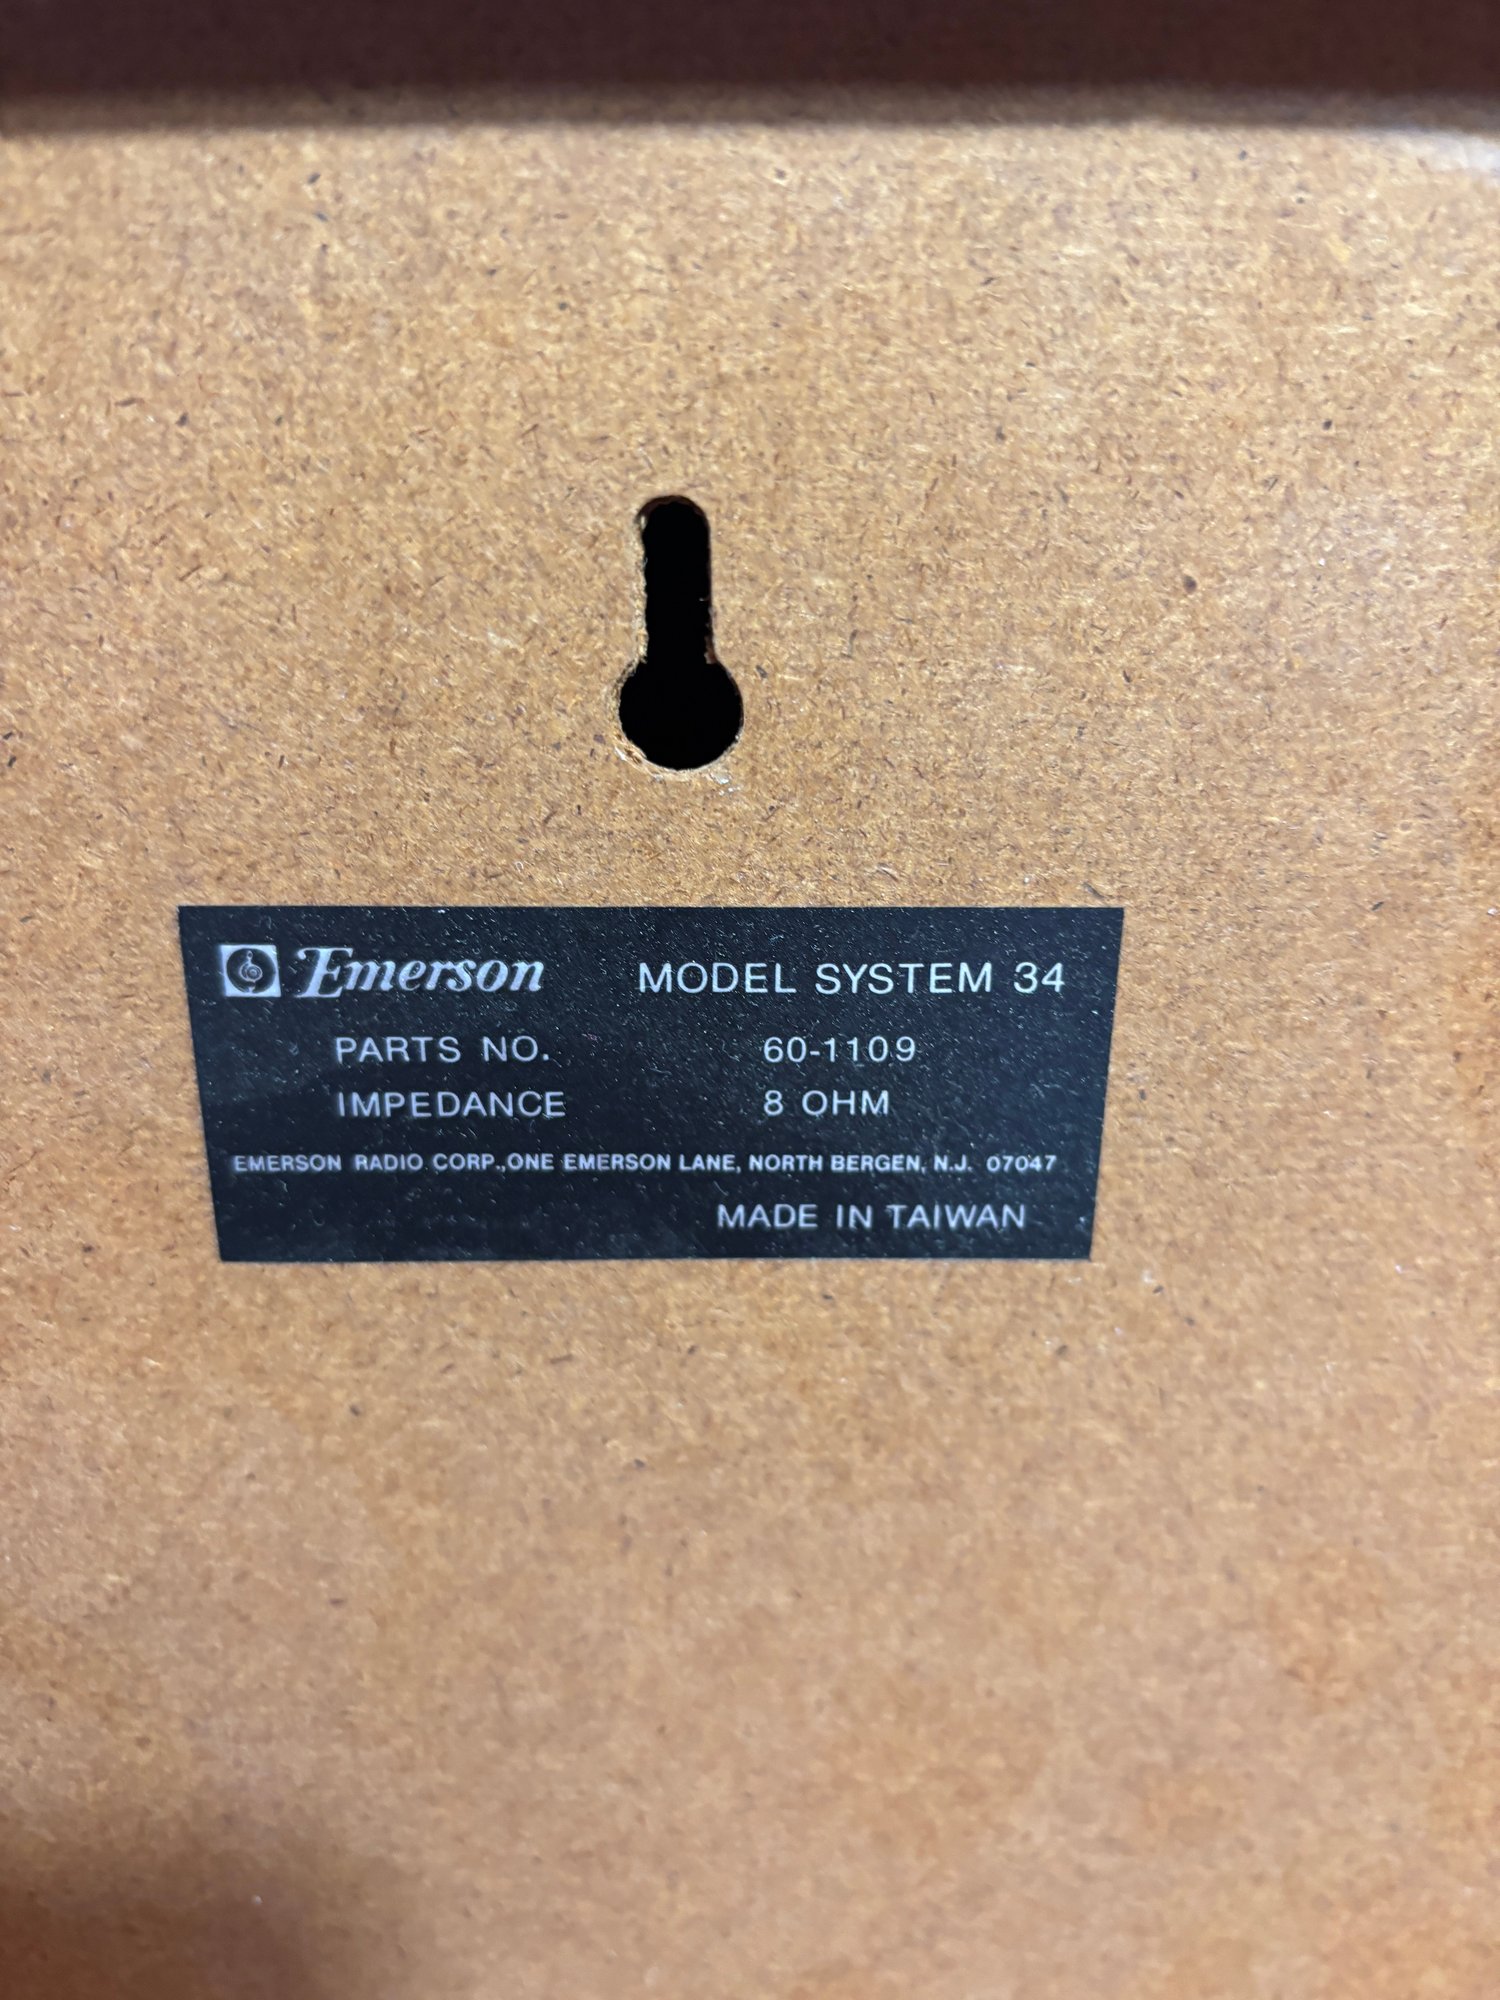 Emerson MODEL SYSTEM 34
PARTS NO. 60-1109
IMPEDANCE 8 OHM
EMERSON RADIO CORP.,ONE EMERSON LANE, NORTH BERGEN, N.J. 07047
MADE IN TAIWAN